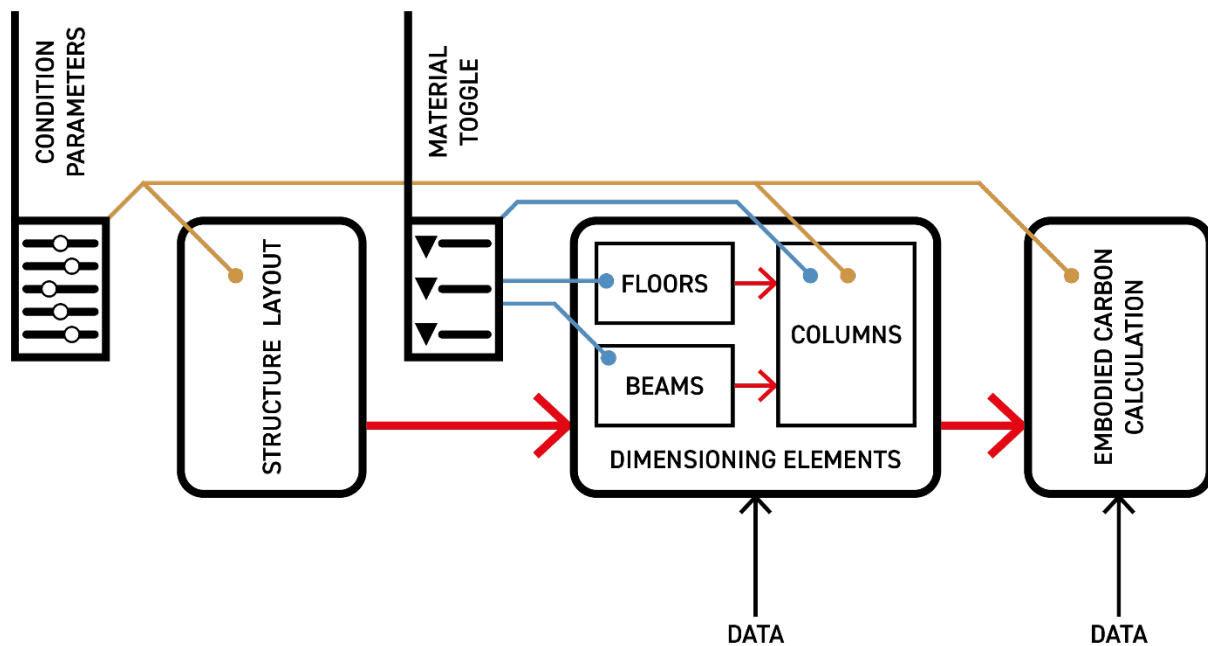 CONDITION
PARAMETERS
MATERIAL
TOGGLE
STRUCTURE LAYOUT
FLOORS
BEAMS
COLUMNS
DIMENSIONING ELEMENTS
EMBODIED CARBON
CALCULATION
DATA
DATA